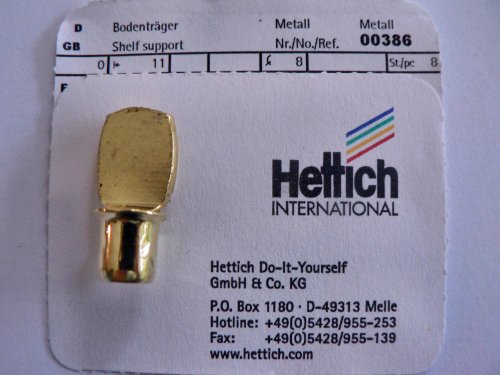 D Bodenträger Metall Metall
GB Shelf support Nr./No./Ref. 00386
0 11 8 St./pc 8
Hettich
INTERNATIONAL
Hettich Do-It-Yourself
GmbH & Co. KG
P.O. Box 1180 · D-49313 Melle
Hotline: +49(0)5428/955-253
Fax: +49(0)5428/955-139
www.hettich.com